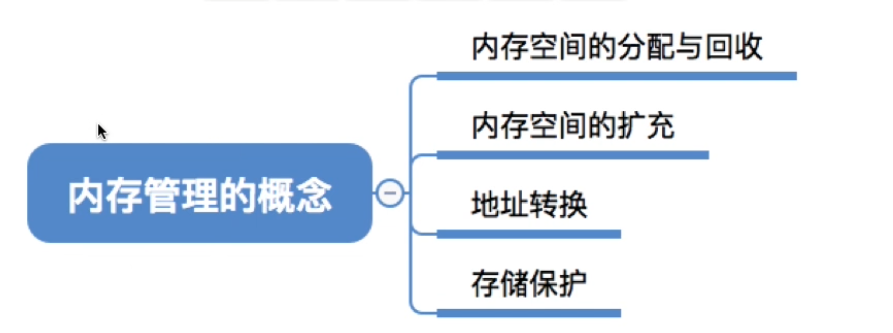 内存管理的概念
内存空间的分配与回收
内存空间的扩充
地址转换
存储保护